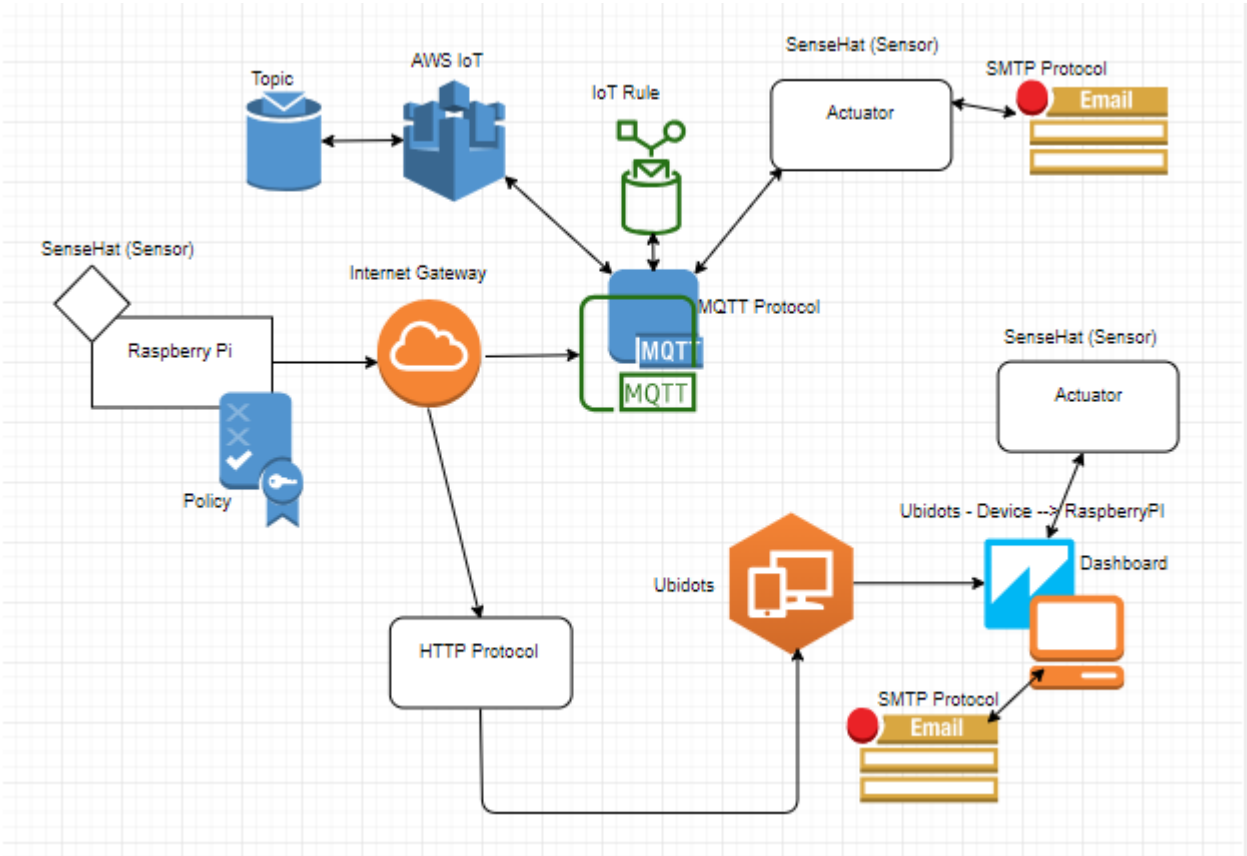 SenseHat (Sensor)
AWS IoT
SMTP Protocol
Topic
IoT Rule
Email
Actuator
SenseHat (Sensor)
Internet Gateway
MQTT Protocol
Raspberry Pi
MQTT
MQTT
SenseHat (Sensor)
Actuator
Policy
Ubidots - Device --> RaspberryPI
Dashboard
Ubidots
HTTP Protocol
SMTP Protocol
Email